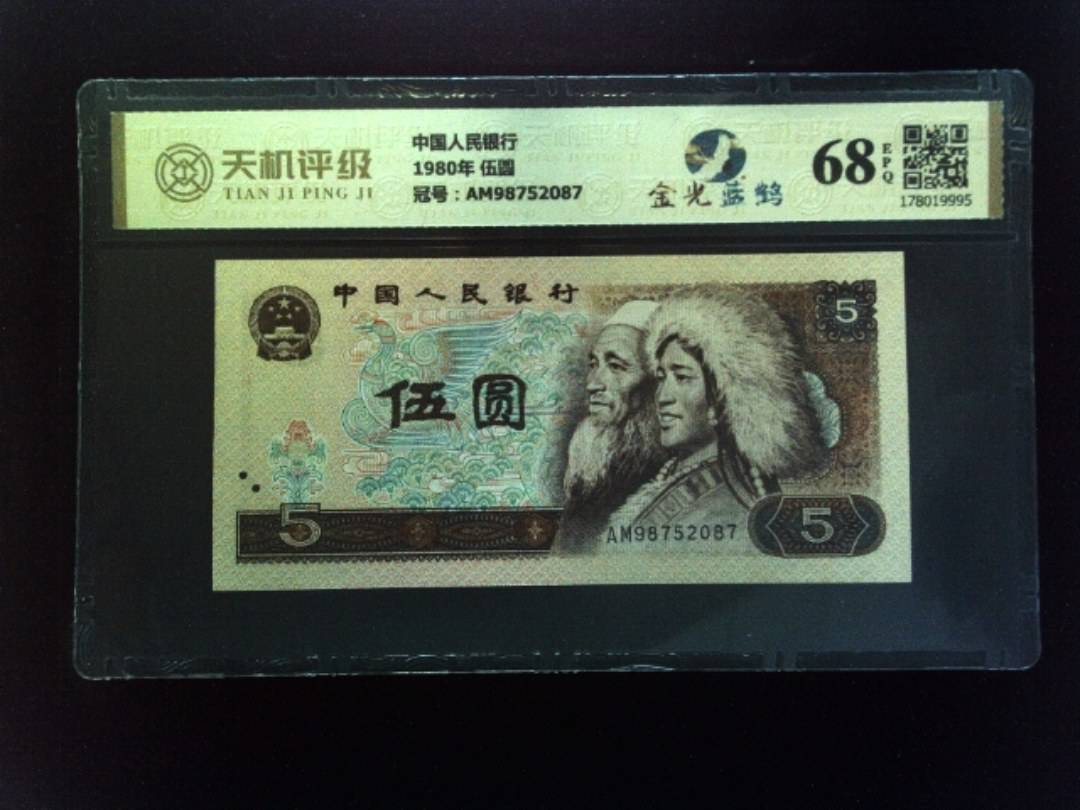 天机评级
TIAN JI PING JI
中国人民银行
1980年 伍圆
冠号：AM98752087
金光蓝鹤
68
EPQ
178019995
中国人民银行
5
伍圆
5
AM98752087
5